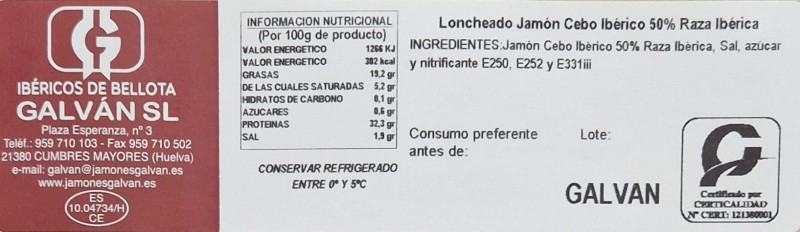 IBÉRICOS DE BELLOTA
GALVÁN SL
Plaza Esperanza, nº 3
Teléf.: 959 710 103 - Fax 959 710 502
21380 CUMBRES MAYORES (Huelva)
e-mail: galvan@jamonesgalvan.es
www.jamonesgalvan.es
ES
10.04734/H
CE
INFORMACION NUTRICIONAL
(Por 100g de producto)
VALOR ENERGETICO 1266 KJ
VALOR ENERGETICO 302 kcal
GRASAS 19,2 gr
DE LAS CUALES SATURADAS 5,2 gr
HIDRATOS DE CARBONO 0,1 gr
AZUCARES 0,6 gr
PROTEINAS 32,3 gr
SAL 1,9 gr
CONSERVAR REFRIGERADO
ENTRE 0º Y 5ºC
Loncheado Jamón Cebo Ibérico 50% Raza Ibérica
INGREDIENTES:Jamón Cebo Ibérico 50% Raza Ibérica, Sal, azúcar
y nitrificante E250, E252 y E331iii
Consumo preferente
antes de:
Lote:
GALVAN
Certificado por
CERTICALIDAD
Nº CERT: 121380001